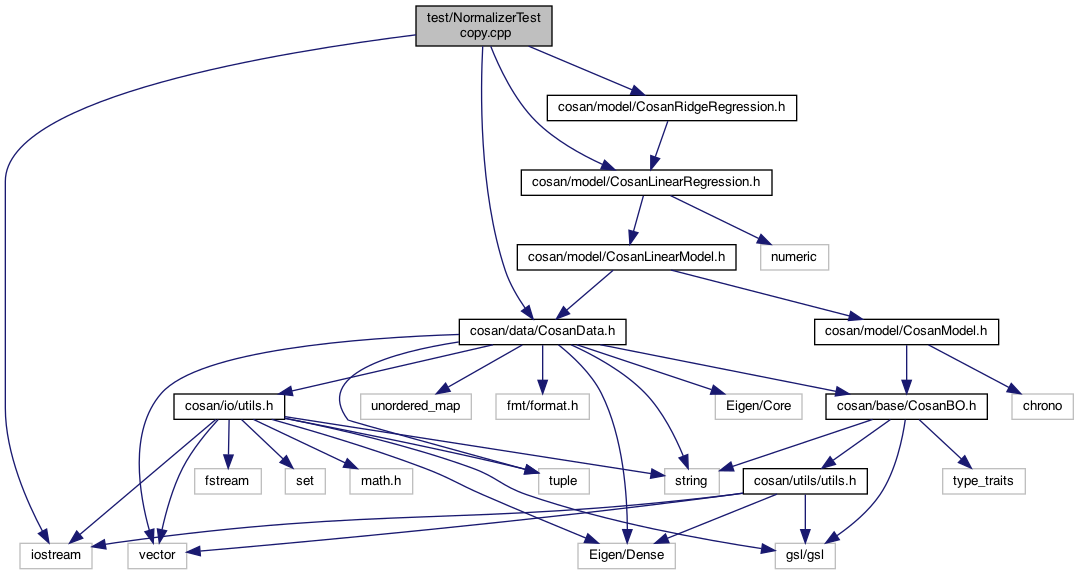 test/NormalizerTest
copy.cpp
cosan/model/CosanRidgeRegression.h
cosan/model/CosanLinearRegression.h
cosan/model/CosanLinearModel.h
numeric
cosan/data/CosanData.h
cosan/model/CosanModel.h
cosan/io/utils.h
unordered_map
fmt/format.h
Eigen/Core
cosan/base/CosanBO.h
chrono
fstream
set
math.h
tuple
string
cosan/utils/utils.h
type_traits
iostream
vector
Eigen/Dense
gsl/gsl